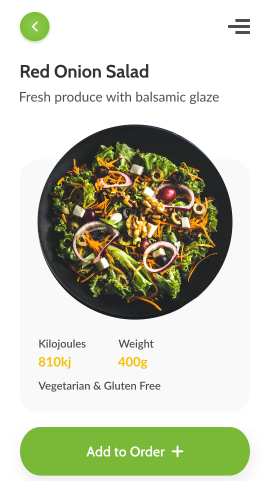 Red Onion Salad
Fresh produce with balsamic glaze
Kilojoules Weight
810kj 400g
Vegetarian & Gluten Free
Add to Order +